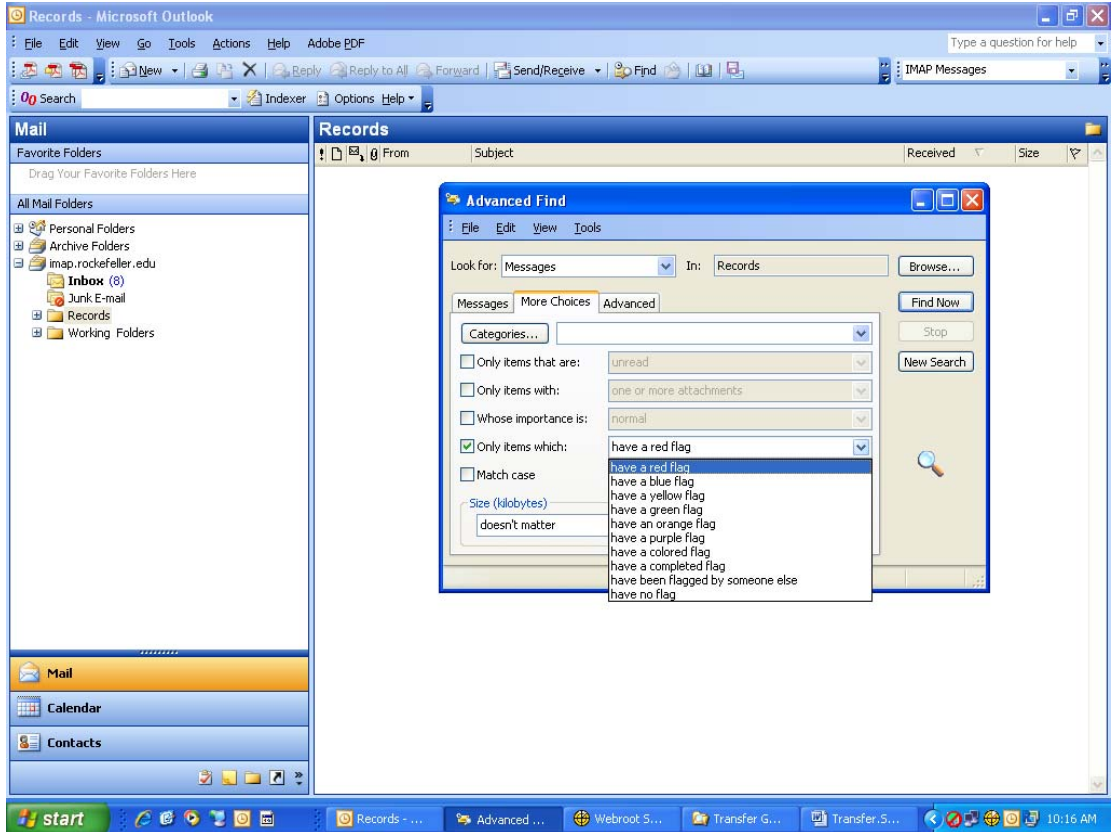 Records - Microsoft Outlook
File Edit View Go Tools Actions Help Adobe PDF Type a question for help
New Reply Reply to All Forward Send/Receive Find IMAP Messages
Search Indexer Options Help
Mail
Favorite Folders
Drag Your Favorite Folders Here
All Mail Folders
Personal Folders
Archive Folders
imap.rockefeller.edu
Inbox (8)
Junk E-mail
Records
Working Folders
Mail
Calendar
Contacts
Records
From Subject Received Size
Advanced Find
File Edit View Tools
Look for: Messages In: Records Browse...
Messages More Choices Advanced Find Now
Categories... Stop
Only items that are: unread New Search
Only items with: one or more attachments
Whose importance is: normal
Only items which: have a red flag
Match case
Size (kilobytes)
doesn't matter
have a red flag
have a blue flag
have a yellow flag
have a green flag
have an orange flag
have a purple flag
have a colored flag
have a completed flag
have been flagged by someone else
have no flag
start Records - ... Advanced ... Webroot S... Transfer G... Transfer.S... 10:16 AM